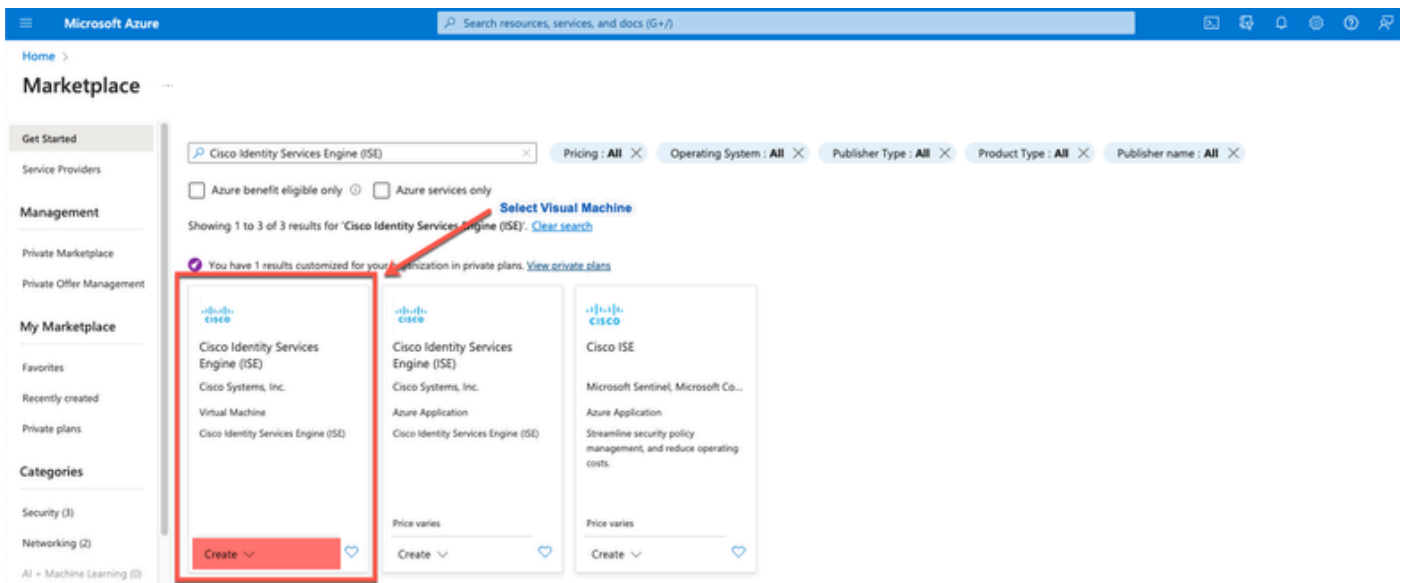 Microsoft Azure
Search resources, services, and docs (G+/)
Home >
Marketplace ...
Get Started
Service Providers
Management
Private Marketplace
Private Offer Management
My Marketplace
Favorites
Recently created
Private plans
Categories
Security (3)
Networking (2)
AI + Machine Learning (0)
Cisco Identity Services Engine (ISE)
Pricing : All
Operating System : All
Publisher Type : All
Product Type : All
Publisher name : All
Azure benefit eligible only
Azure services only
Select Visual Machine
Showing 1 to 3 of 3 results for 'Cisco Identity Services Engine (ISE)'. Clear search
You have 1 results customized for your organization in private plans. View private plans
CISCO
Cisco Identity Services
Engine (ISE)
Cisco Systems, Inc.
Virtual Machine
Cisco Identity Services Engine (ISE)
Create
CISCO
Cisco Identity Services
Engine (ISE)
Cisco Systems, Inc.
Azure Application
Cisco Identity Services Engine (ISE)
Price varies
Create
CISCO
Cisco ISE
Microsoft Sentinel, Microsoft Co...
Azure Application
Streamline security policy
management, and reduce operating
costs.
Price varies
Create